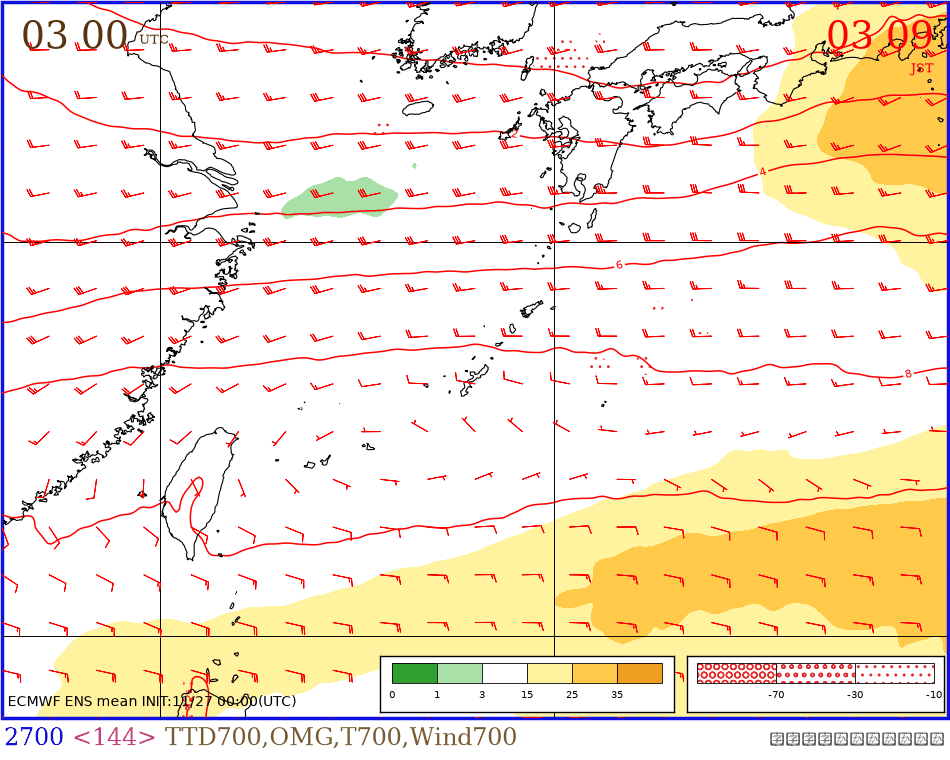 03.00 UTC
03.09
JST
2
4
6
8
0 1 3 15 25 35
-70 -30 -10
ECMWF ENS mean INIT:11/27 00:00(UTC)
2700 <144> TTD700,OMG,T700,Wind700